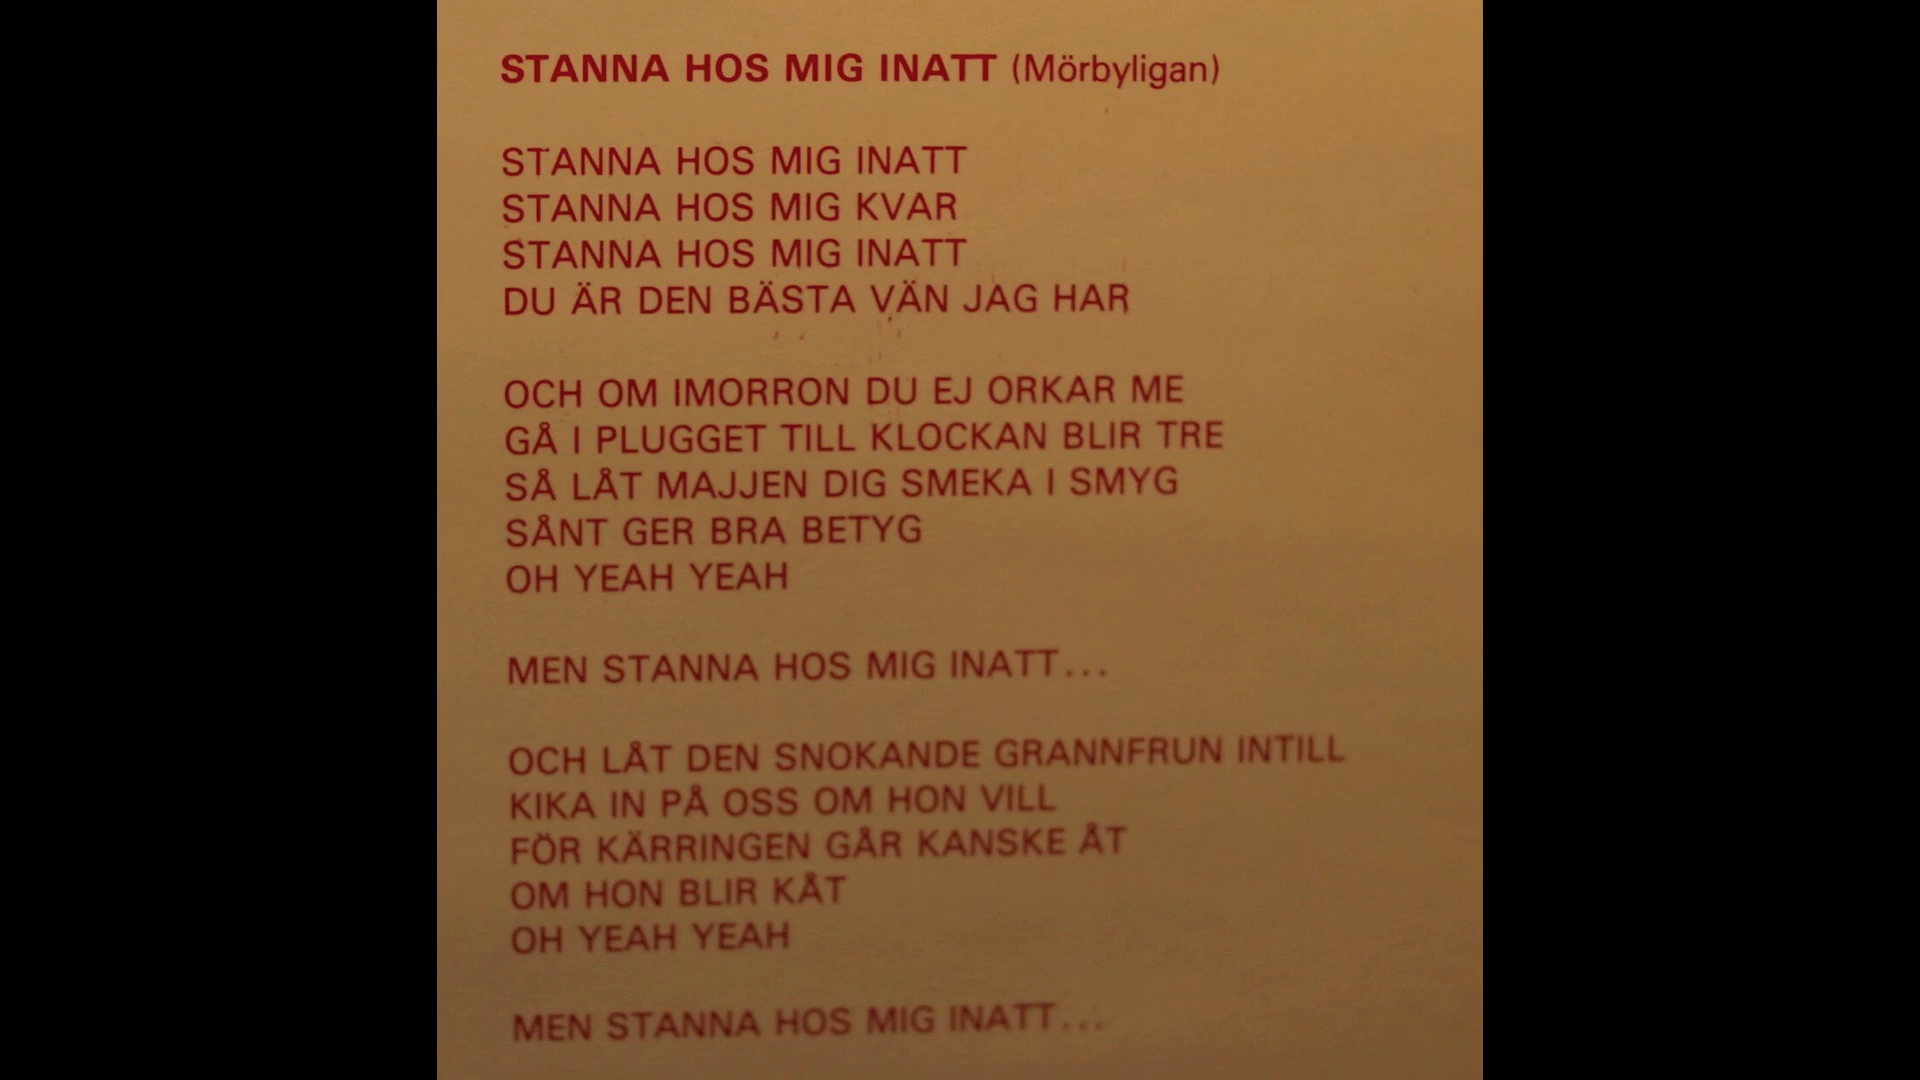 STANNA HOS MIG INATT (Mörbyligan)
STANNA HOS MIG INATT
STANNA HOS MIG KVAR
STANNA HOS MIG INATT
DU ÄR DEN BÄSTA VÄN JAG HAR
OCH OM IMORRON DU EJ ORKAR ME
GÅ I PLUGGET TILL KLOCKAN BLIR TRE
SÅ LÅT MAJJEN DIG SMEKA I SMYG
SÅNT GER BRA BETYG
OH YEAH YEAH
MEN STANNA HOS MIG INATT...
OCH LÅT DEN SNOKANDE GRANNFRUN INTILL
KIKA IN PÅ OSS OM HON VILL
FÖR KÄRRINGEN GÅR KANSKE ÅT
OM HON BLIR KÅT
OH YEAH YEAH
MEN STANNA HOS MIG INATT...